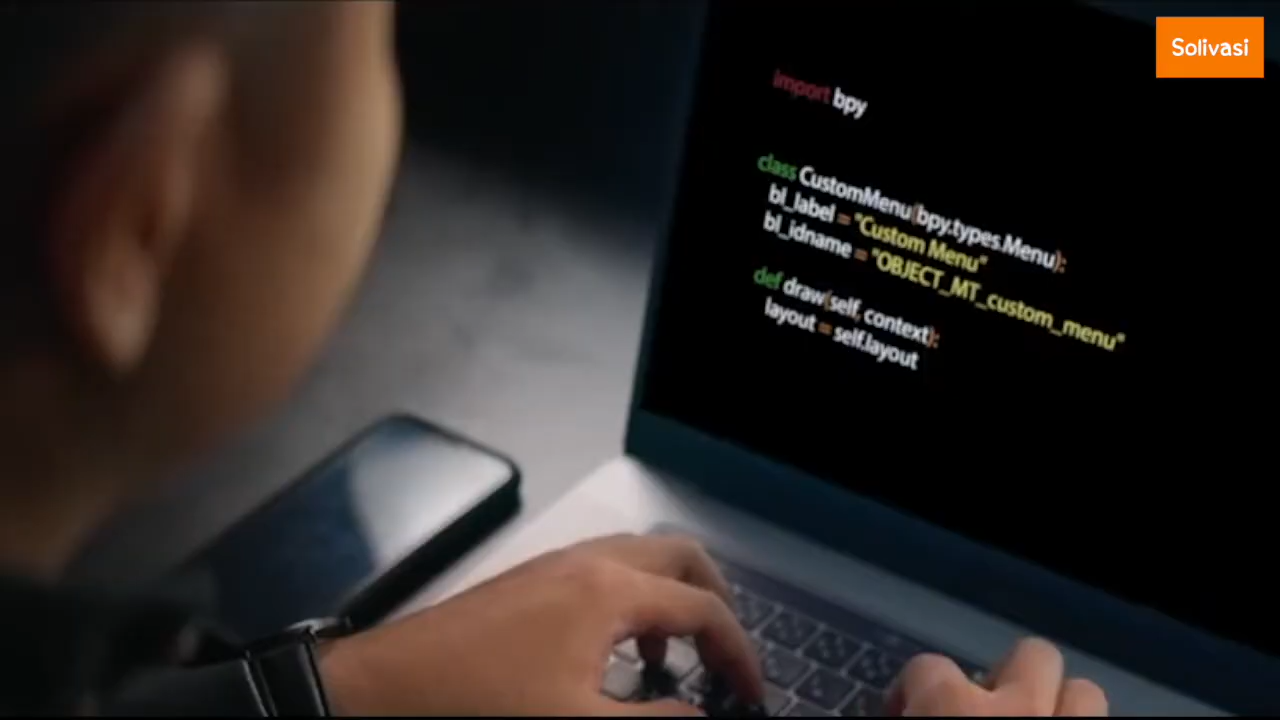 Solivasi
import bpy
class CustomMenu(bpy.types.Menu):
bl_label = "Custom Menu"
bl_idname = "OBJECT_MT_custom_menu"
def draw(self, context):
layout = self.layout